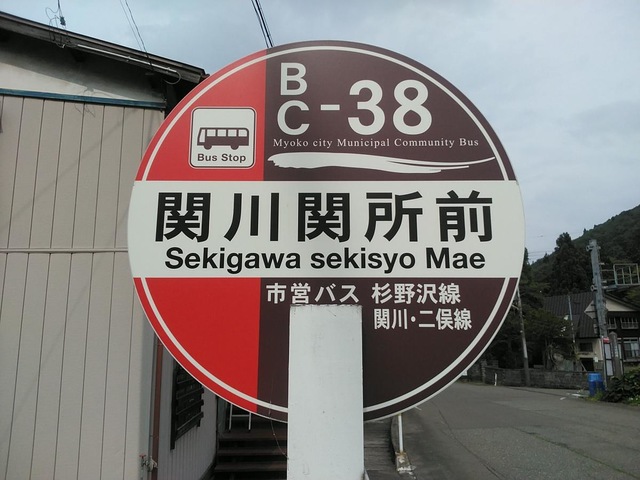 B
C-38
Myoko city Municipal Community Bus
Bus Stop
関川関所前
Sekigawa sekisyo Mae
市営バス 杉野沢線
関川・二俣線